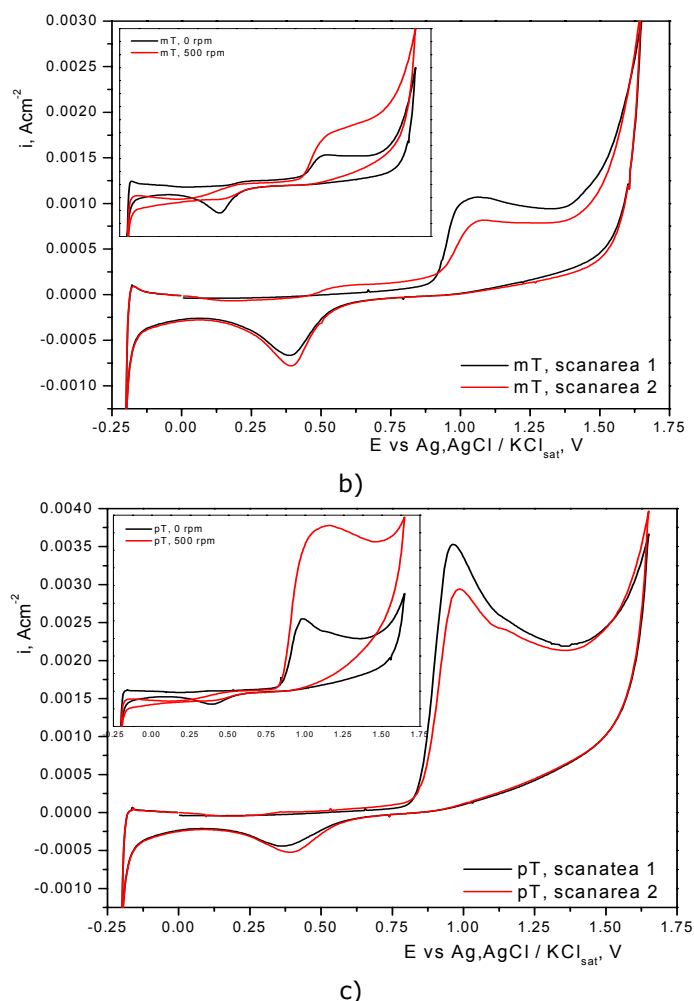 0.0030
0.0025
0.0020
0.0015
0.0010
0.0005
0.0000
-0.0005
-0.0010
i, Acm-2
mT, 0 rpm
mT, 500 rpm
mT, scanarea 1
mT, scanarea 2
-0.25 0.00 0.25 0.50 0.75 1.00 1.25 1.50 1.75
E vs Ag,AgCl / KClsat, V
b)
0.0040
0.0035
0.0030
0.0025
0.0020
0.0015
0.0010
0.0005
0.0000
-0.0005
-0.0010
i, Acm-2
pT, 0 rpm
pT, 500 rpm
0.25 0.00 0.25 0.50 0.75 1.00 1.25 1.50 1.75
pT, scanatea 1
pT, scanarea 2
-0.25 0.00 0.25 0.50 0.75 1.00 1.25 1.50 1.75
E vs Ag,AgCl / KClsat, V
c)